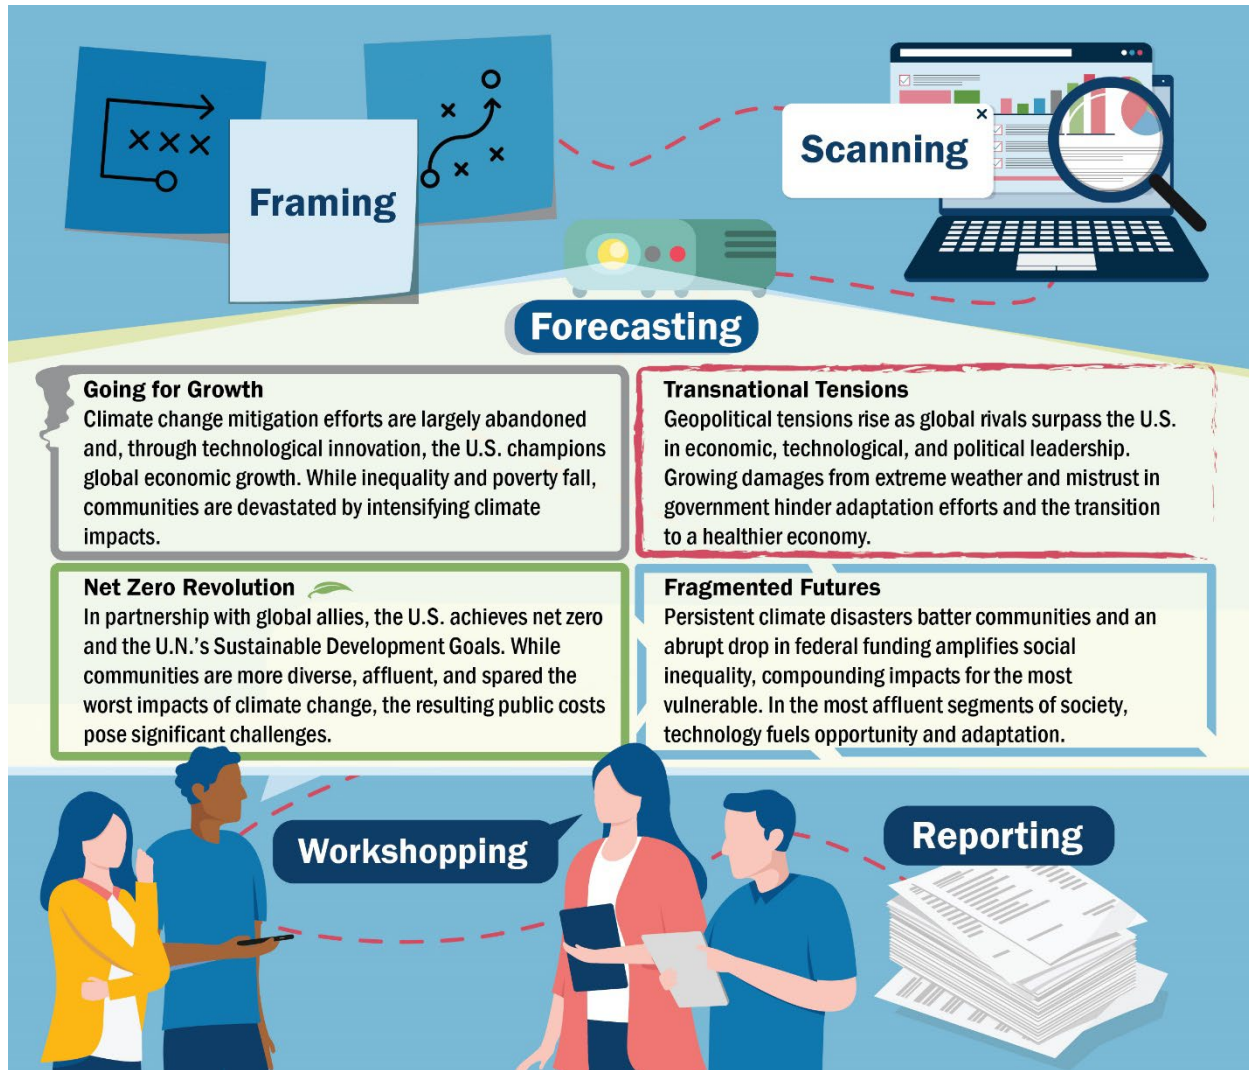 Framing
Scanning
Forecasting
Going for Growth
Climate change mitigation efforts are largely abandoned
and, through technological innovation, the U.S. champions
global economic growth. While inequality and poverty fall,
communities are devastated by intensifying climate
impacts.
Transnational Tensions
Geopolitical tensions rise as global rivals surpass the U.S.
in economic, technological, and political leadership.
Growing damages from extreme weather and mistrust in
government hinder adaptation efforts and the transition
to a healthier economy.
Net Zero Revolution
In partnership with global allies, the U.S. achieves net zero
and the U.N.'s Sustainable Development Goals. While
communities are more diverse, affluent, and spared the
worst impacts of climate change, the resulting public costs
pose significant challenges.
Fragmented Futures
Persistent climate disasters batter communities and an
abrupt drop in federal funding amplifies social
inequality, compounding impacts for the most
vulnerable. In the most affluent segments of society,
technology fuels opportunity and adaptation.
Workshopping
Reporting